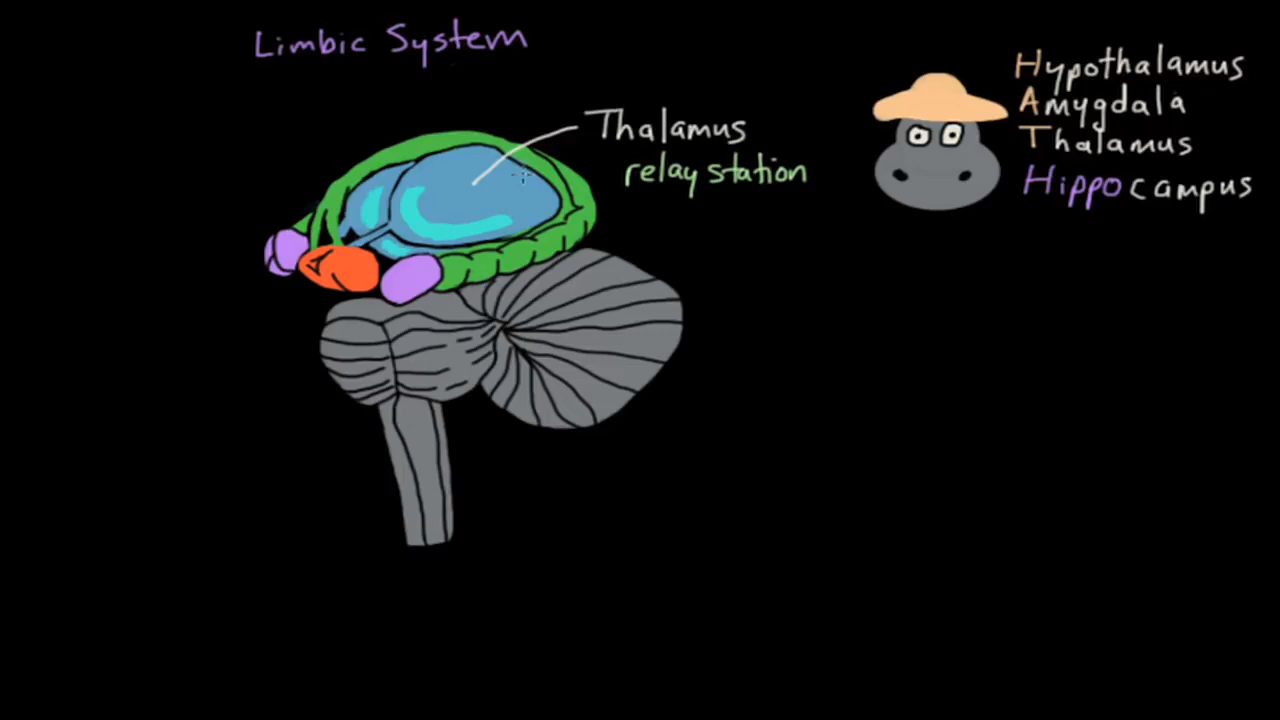 Limbic System
Thalamus
relay station
Hypothalamus
Amygdala
Thalamus
Hippocampus